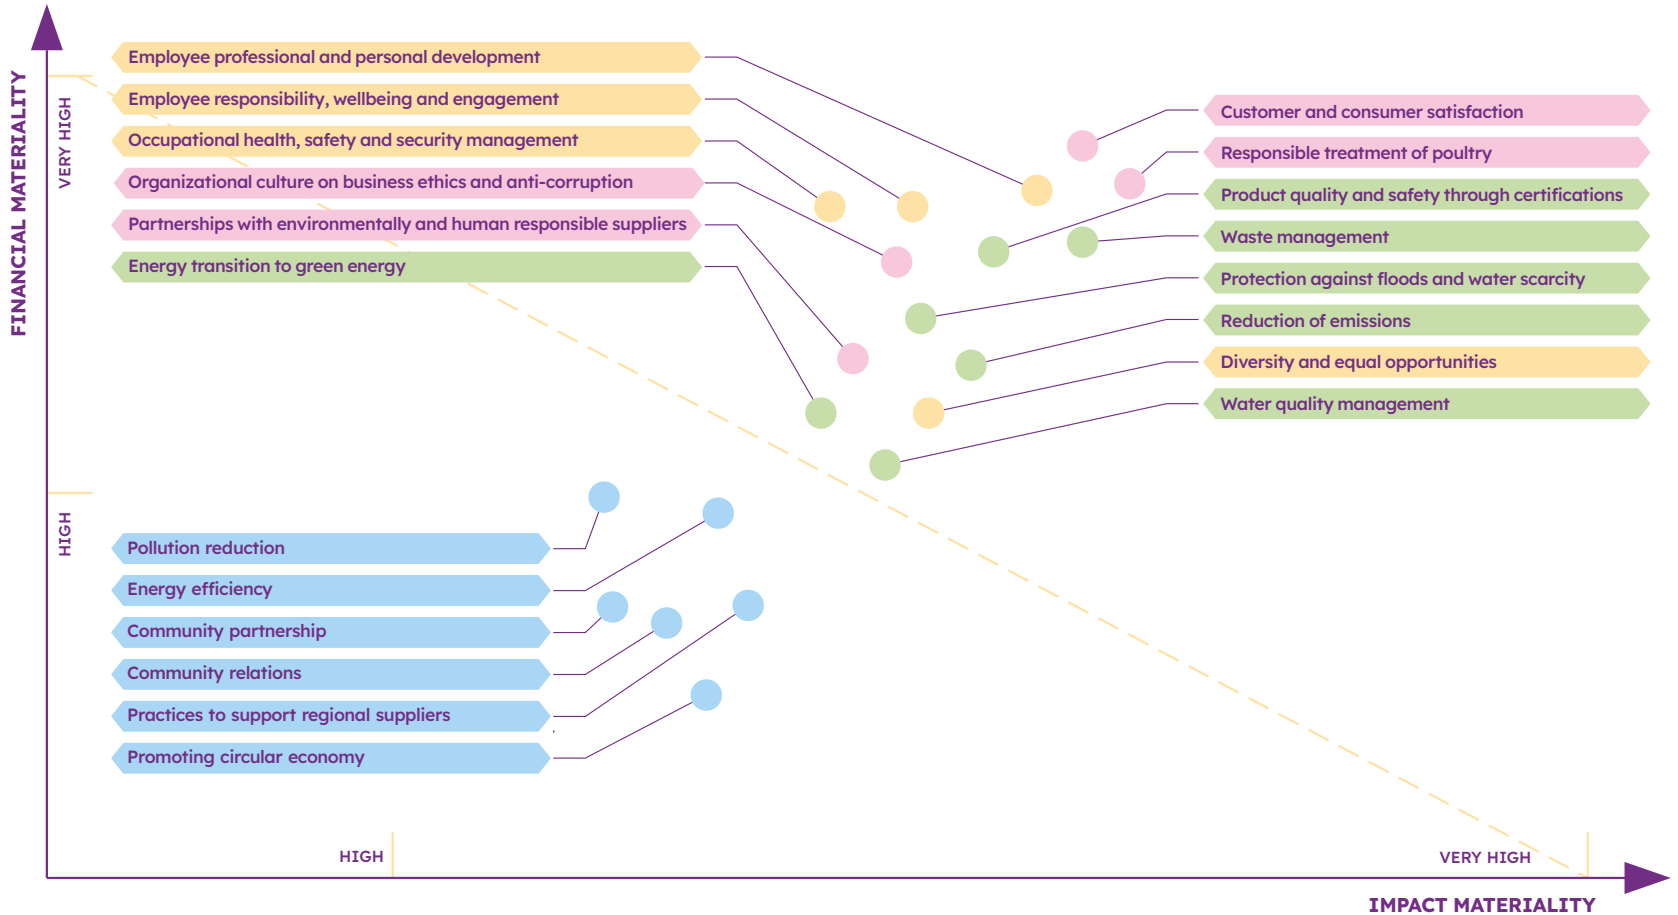 FINANCIAL MATERIALITY
VERY HIGH
HIGH
Employee professional and personal development
Employee responsibility, wellbeing and engagement
Occupational health, safety and security management
Organizational culture on business ethics and anti-corruption
Partnerships with environmentally and human responsible suppliers
Energy transition to green energy
Customer and consumer satisfaction
Responsible treatment of poultry
Product quality and safety through certifications
Waste management
Protection against floods and water scarcity
Reduction of emissions
Diversity and equal opportunities
Water quality management
Pollution reduction
Energy efficiency
Community partnership
Community relations
Practices to support regional suppliers
Promoting circular economy
HIGH
VERY HIGH
IMPACT MATERIALITY